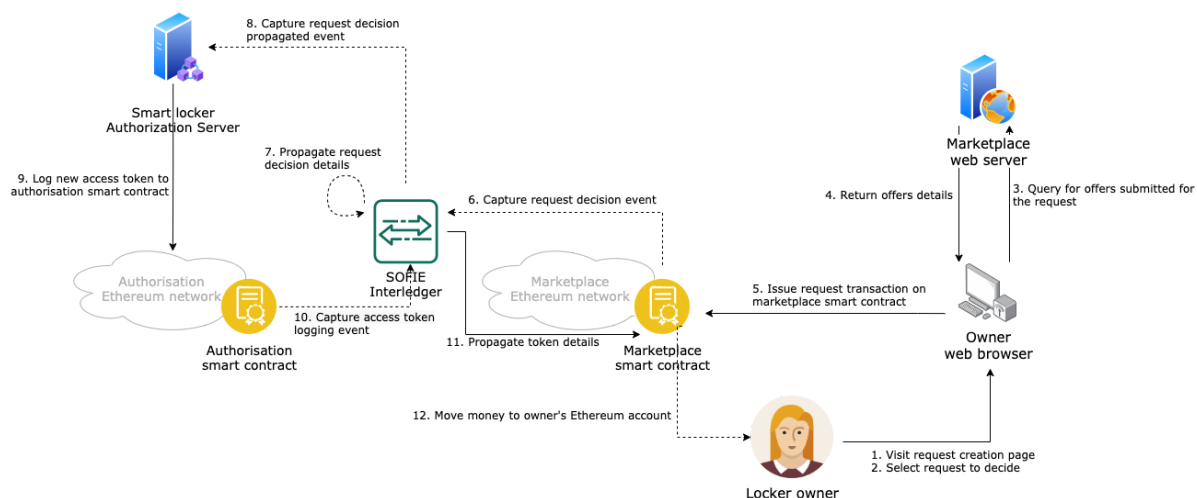 8. Capture request decision
propagated event
Smart locker
Authorization Server
Marketplace
web server
7. Propagate request
decision details
9. Log new access token to
authorisation smart contract
6. Capture request decision event
4. Return offers details
3. Query for offers submitted for
the request
Authorisation
Ethereum network
SOFIE
Interledger
Marketplace
Ethereum network
5. Issue request transaction on
marketplace smart contract
10. Capture access token
logging event
11. Propagate token details
Authorisation
smart contract
Marketplace
smart contract
Owner
web browser
12. Move money to owner's Ethereum account
1. Visit request creation page
2. Select request to decide
Locker owner